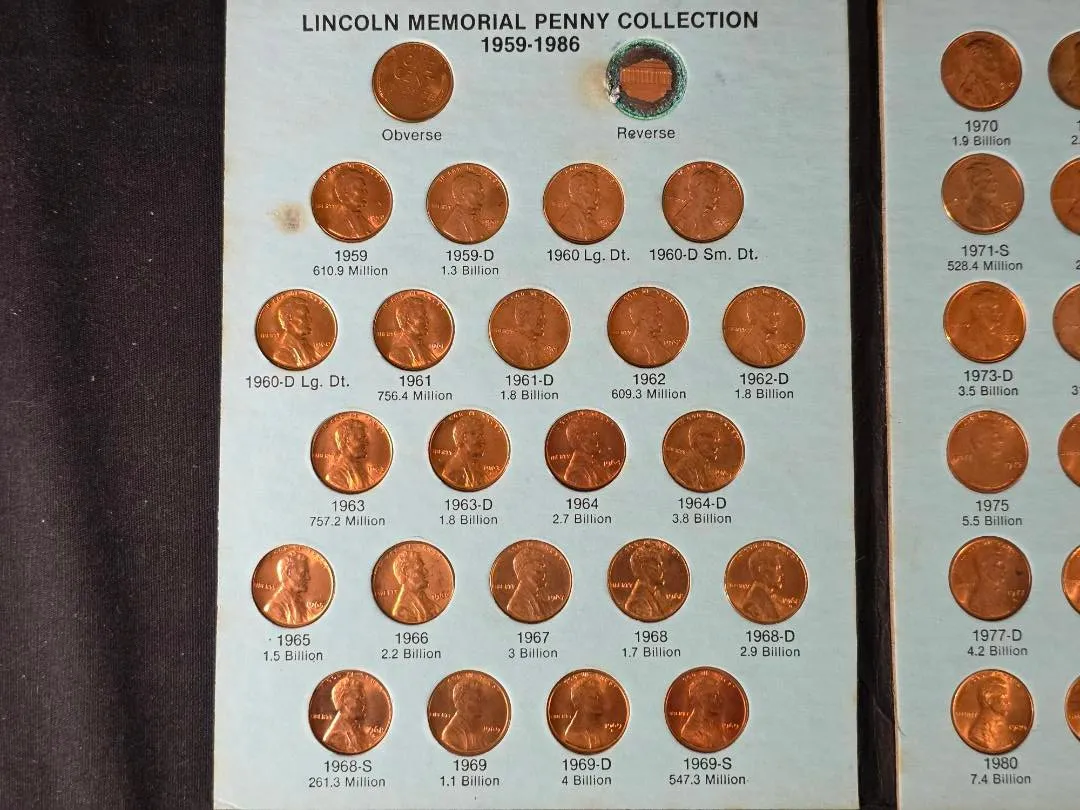 LINCOLN MEMORIAL PENNY COLLECTION
1959-1986
Obverse
Reverse
1959
610.9 Million
1959-D
1.3 Billion
1960 Lg. Dt.
1960-D Sm. Dt.
1960-D Lg. Dt.
1961
756.4 Million
1961-D
1.8 Billion
1962
609.3 Million
1962-D
1.8 Billion
1963
757.2 Million
1963-D
1.8 Billion
1964
2.7 Billion
1964-D
3.8 Billion
1965
1.5 Billion
1966
2.2 Billion
1967
3 Billion
1968
1.7 Billion
1968-D
2.9 Billion
1968-S
261.3 Million
1969
1.1 Billion
1969-D
4 Billion
1969-S
547.3 Million
1970
1.9 Billion
1971-S
528.4 Million
1973-D
3.5 Billion
1975
5.5 Billion
1977-D
4.2 Billion
1980
7.4 Billion